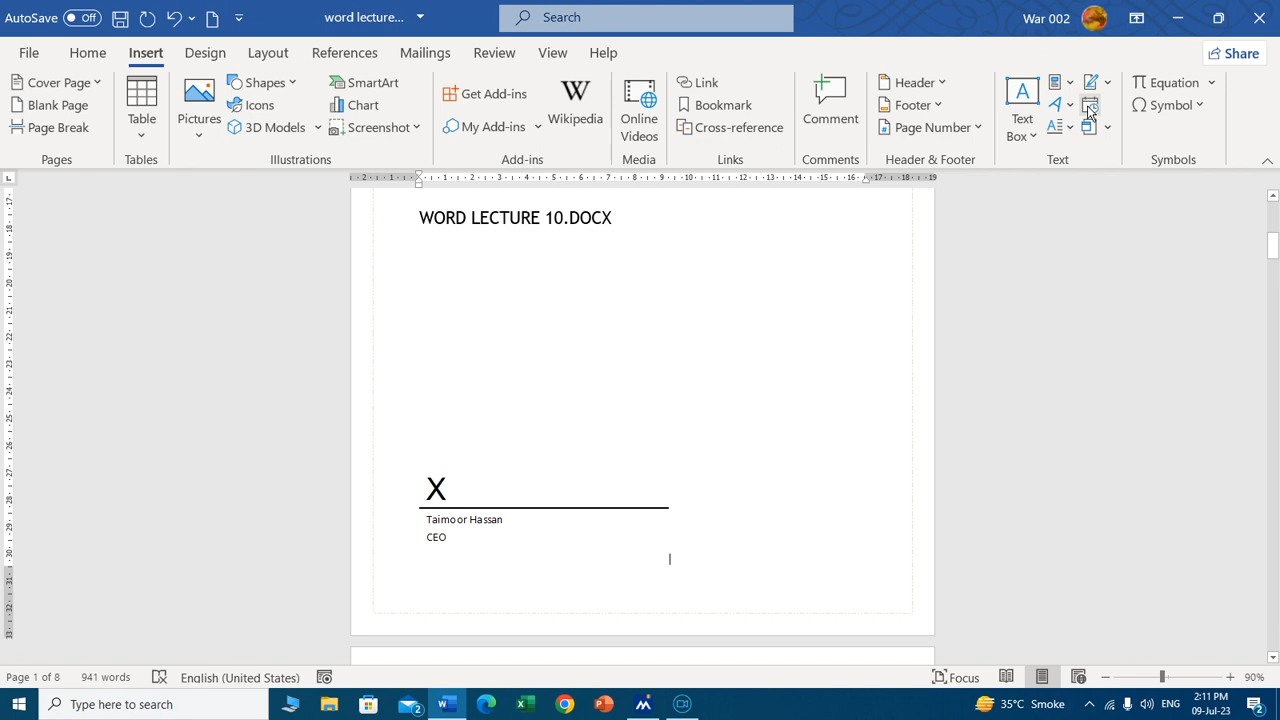 AutoSave Off word lecture... Search War 002
File Home Insert Design Layout References Mailings Review View Help Share
Cover Page
Blank Page
Page Break
Pages
Table
Tables
Pictures
Shapes
Icons
3D Models
SmartArt
Chart
Screenshot
Illustrations
Get Add-ins
My Add-ins
Wikipedia
Add-ins
Online
Videos
Media
Link
Bookmark
Cross-reference
Links
Comment
Comments
Header
Footer
Page Number
Header & Footer
Text
Box
Text
Equation
Symbol
Symbols
WORD LECTURE 10.DOCX
X
Taimoor Hassan
CEO
Page 1 of 8 941 words English (United States) Focus 90%
Type here to search 35°C Smoke ENG 2:11 PM
09-Jul-23